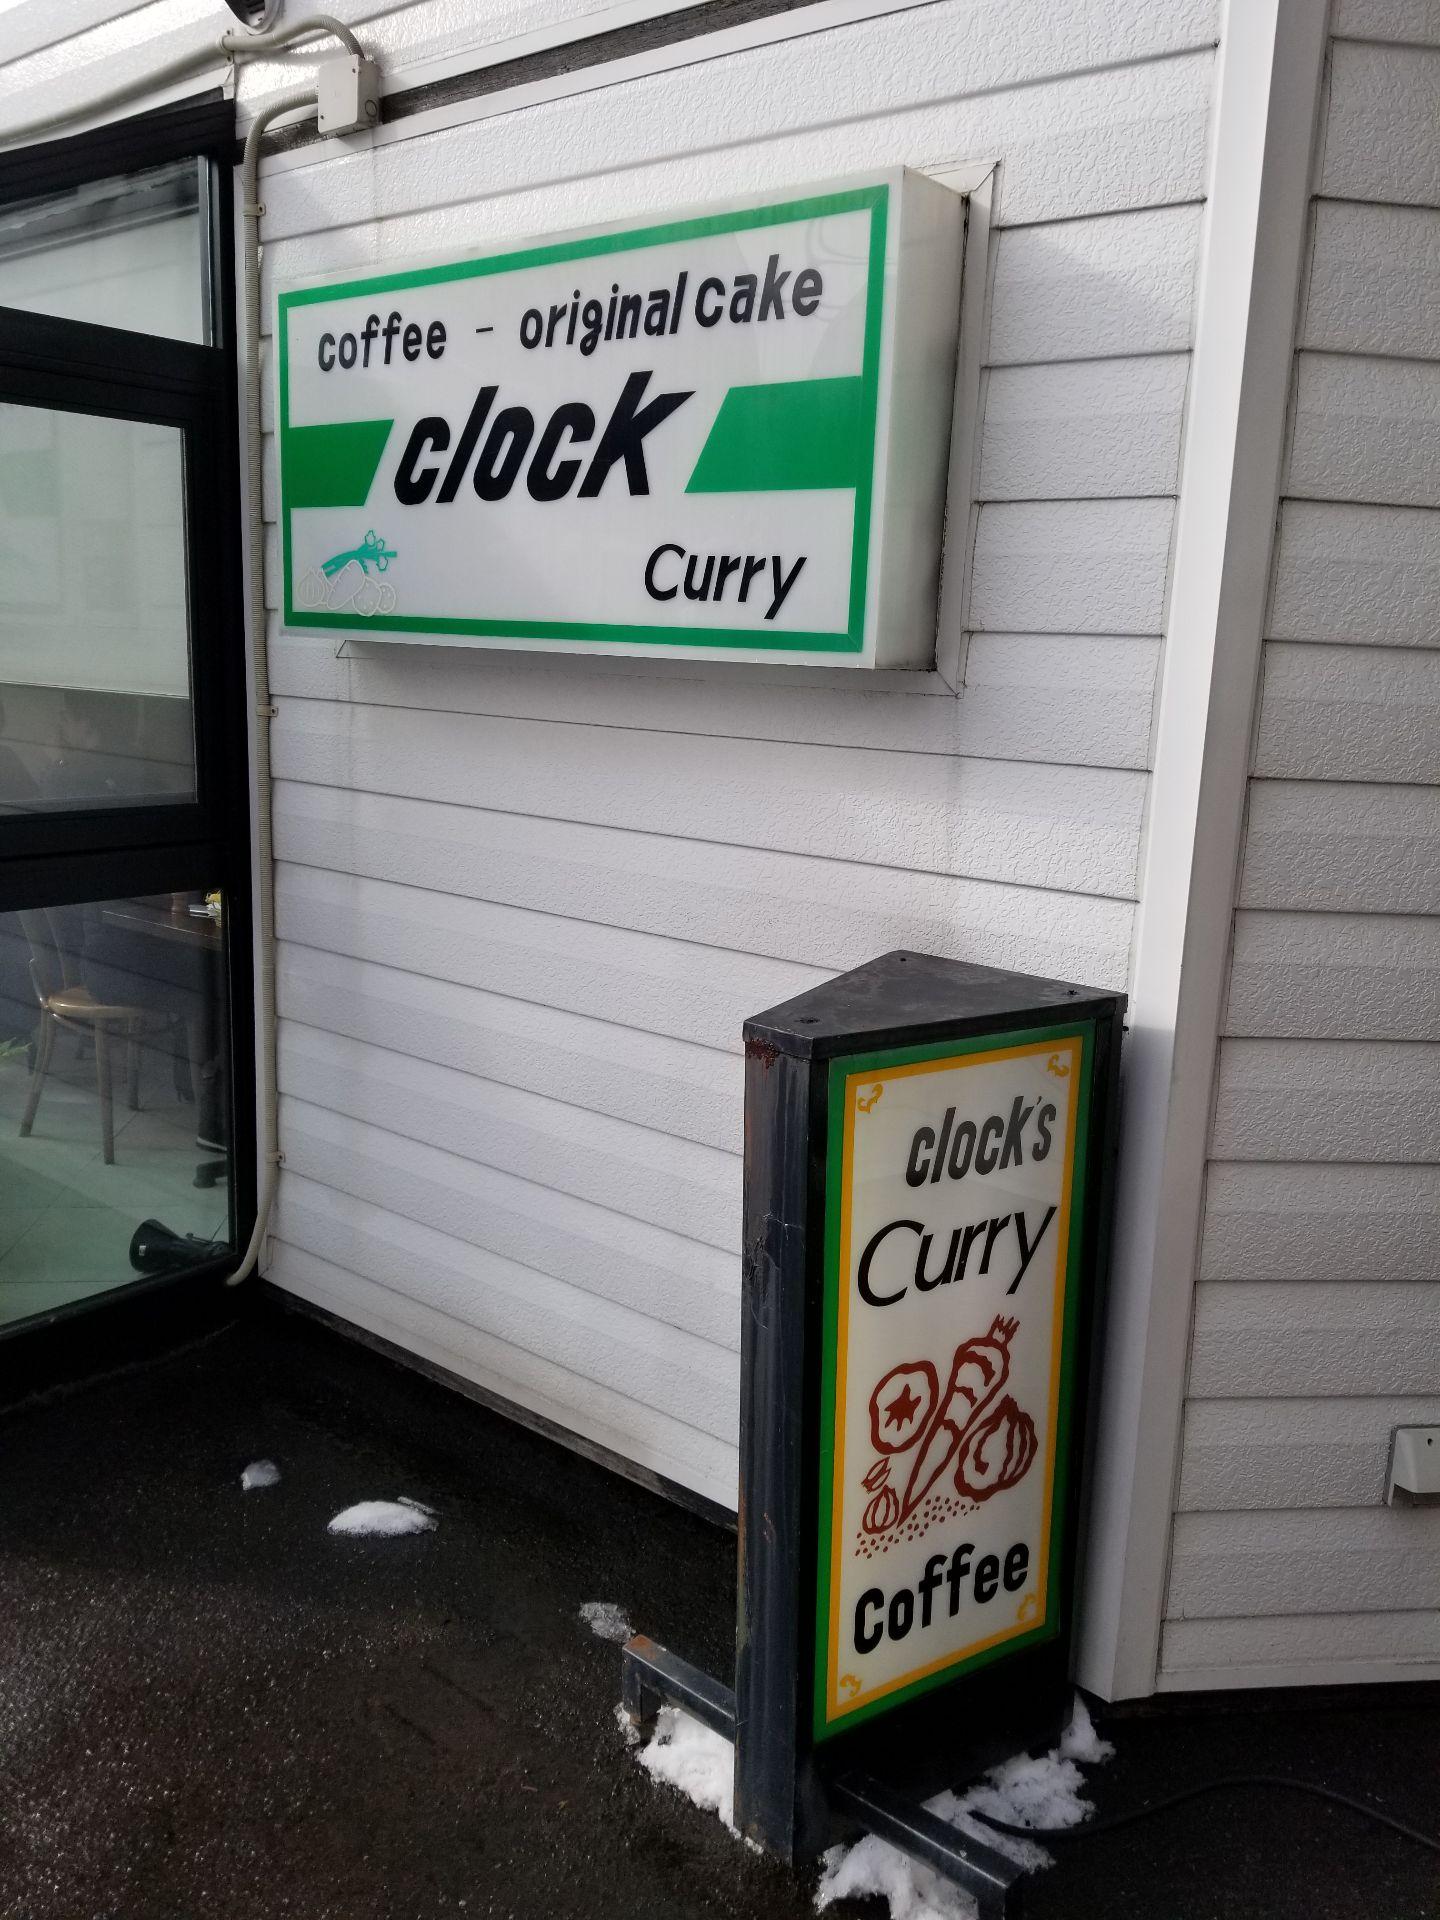 coffee - original cake
clock
Curry
clock's
Curry
Coffee